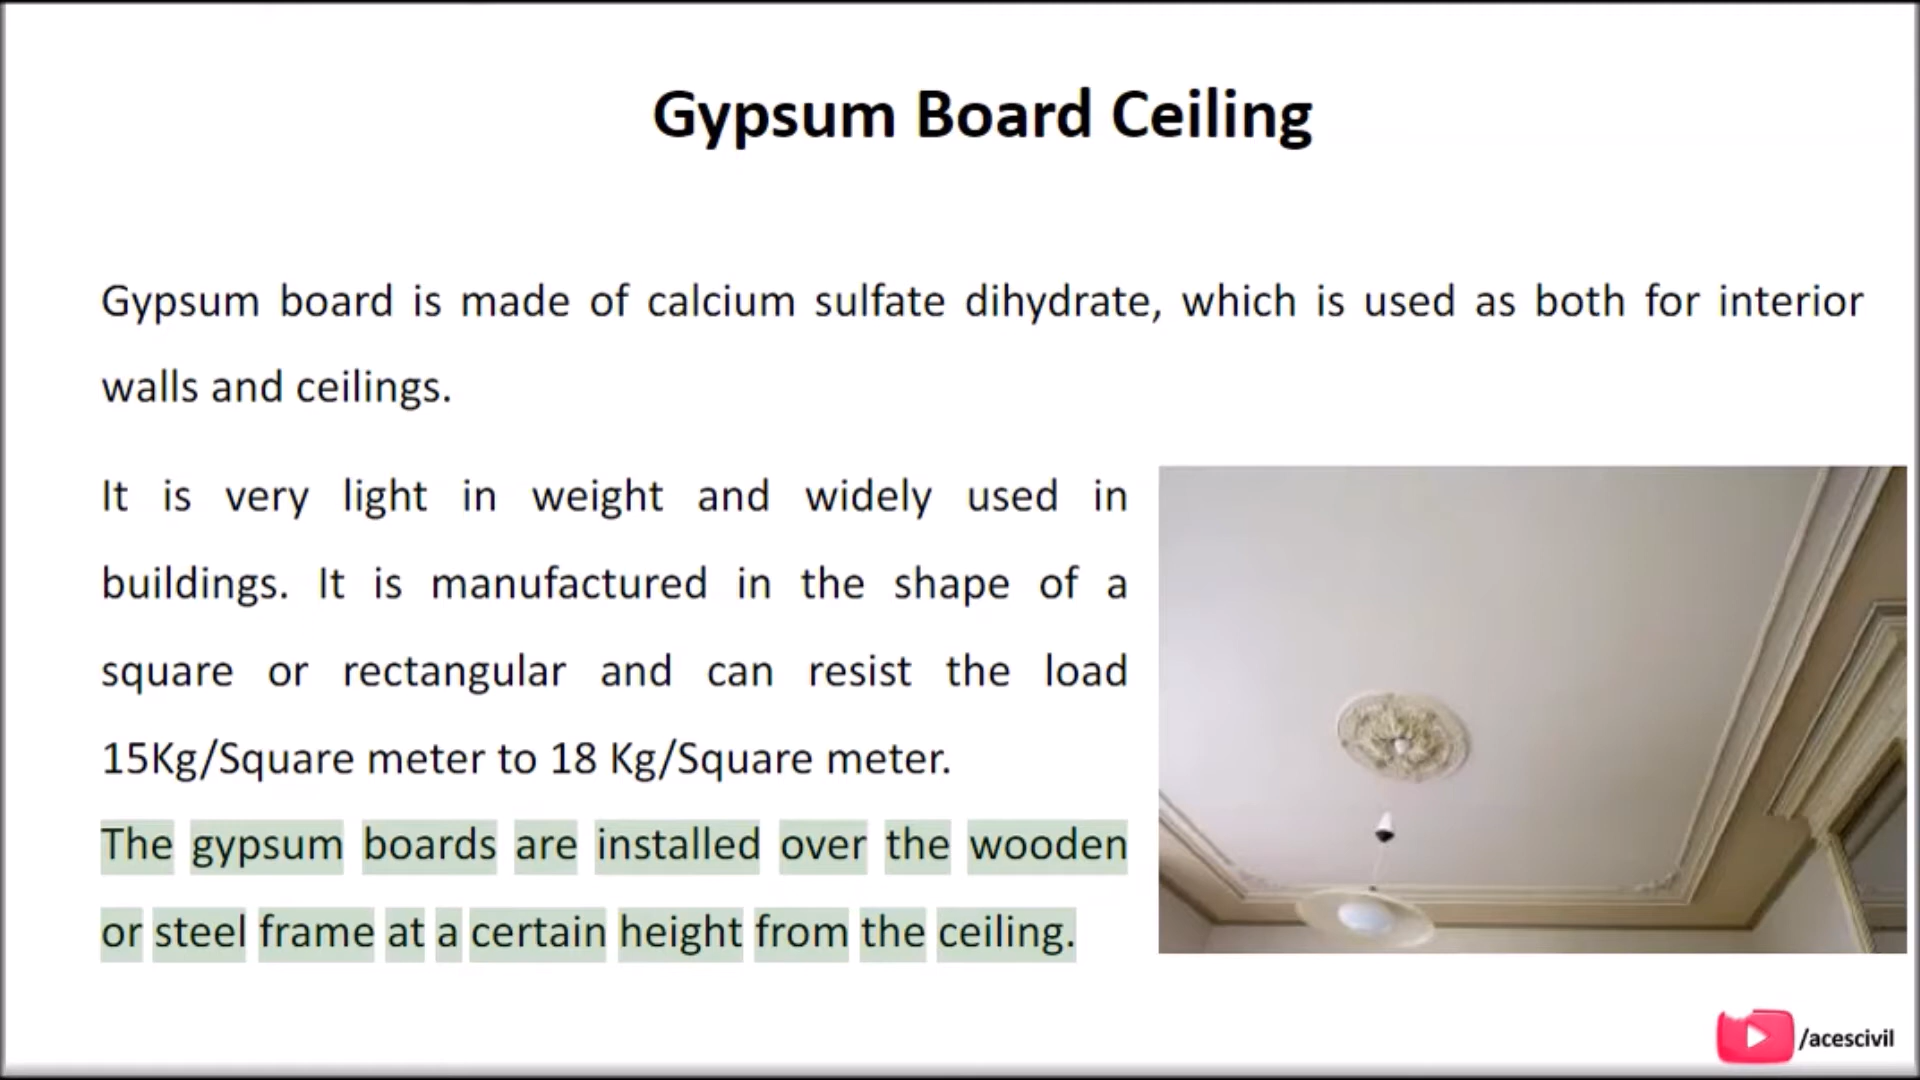 Gypsum Board Ceiling
Gypsum board is made of calcium sulfate dihydrate, which is used as both for interior
walls and ceilings.
It is very light in weight and widely used in
buildings. It is manufactured in the shape of a
square or rectangular and can resist the load
15Kg/Square meter to 18 Kg/Square meter.
The gypsum boards are installed over the wooden
or steel frame at a certain height from the ceiling.
/acescivil